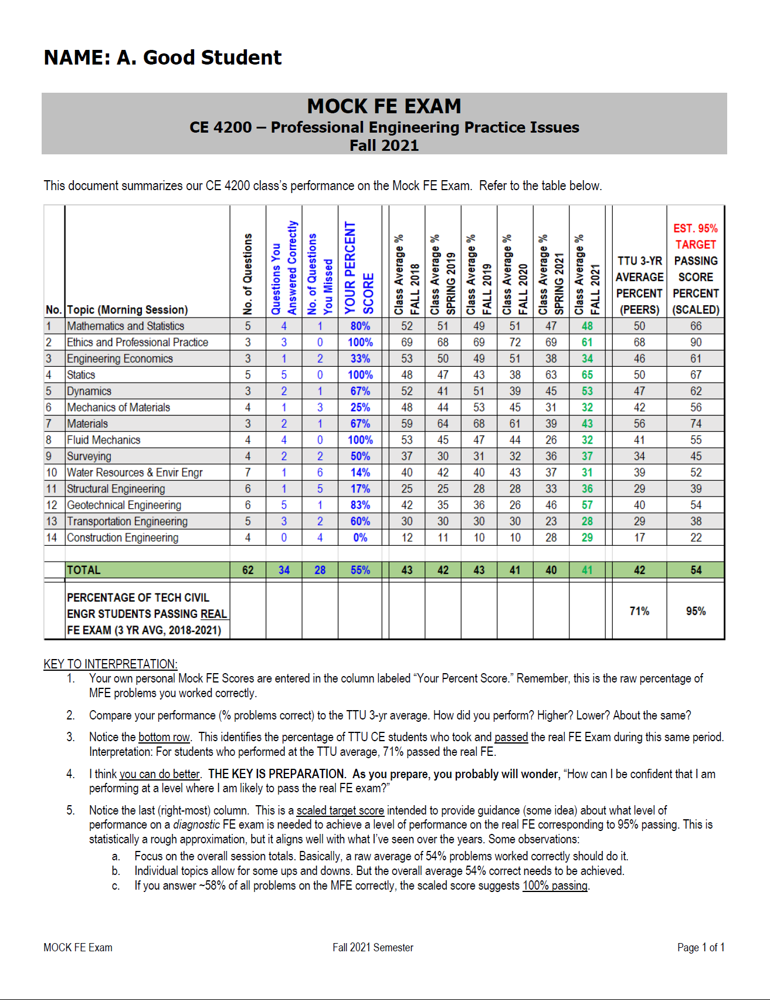 NAME: A. Good Student
MOCK FE EXAM
CE 4200 – Professional Engineering Practice Issues
Fall 2021
This document summarizes our CE 4200 class’s performance on the Mock FE Exam.  Refer to the table below.
No. Topic (Morning Session) No. of Questions Questions You Answered Correctly No. of Questions You Missed YOUR PERCENT SCORE Class Average % FALL 2018 Class Average % SPRING 2019 Class Average % FALL 2019 Class Average % FALL 2020 Class Average % SPRING 2021 Class Average % FALL 2021 TTU 3-YR AVERAGE PERCENT (PEERS) EST. 95% TARGET PASSING SCORE PERCENT (SCALED)
1 Mathematics and Statistics 5 4 1 80% 52 51 49 51 47 48 50 66
2 Ethics and Professional Practice 3 3 0 100% 69 68 69 72 69 61 68 90
3 Engineering Economics 3 1 2 33% 53 50 49 51 38 34 46 61
4 Statics 5 5 0 100% 48 47 43 38 63 65 50 67
5 Dynamics 3 2 1 67% 52 41 51 39 45 53 47 62
6 Mechanics of Materials 4 1 3 25% 48 44 53 45 31 32 42 56
7 Materials 3 2 1 67% 59 64 68 61 39 43 56 74
8 Fluid Mechanics 4 4 0 100% 53 45 47 44 26 32 41 55
9 Surveying 4 2 2 50% 37 30 31 32 36 37 34 45
10 Water Resources & Envir Engr 7 1 6 14% 40 42 40 43 37 31 39 52
11 Structural Engineering 6 1 5 17% 25 25 28 28 33 36 29 39
12 Geotechnical Engineering 6 5 1 83% 42 35 36 26 46 57 40 54
13 Transportation Engineering 5 3 2 60% 30 30 30 30 23 28 29 38
14 Construction Engineering 4 0 4 0% 12 11 10 10 28 29 17 22
TOTAL 62 34 28 55% 43 42 43 41 40 41 42 54
PERCENTAGE OF TECH CIVIL
ENGR STUDENTS PASSING REAL
FE EXAM (3 YR AVG, 2018-2021) 71% 95%
KEY TO INTERPRETATION:
1. Your own personal Mock FE Scores are entered in the column labeled “Your Percent Score.” Remember, this is the raw percentage of
MFE problems you worked correctly.
2. Compare your performance (% problems correct) to the TTU 3-yr average. How did you perform? Higher? Lower? About the same?
3. Notice the bottom row.  This identifies the percentage of TTU CE students who took and passed the real FE Exam during this same period.
Interpretation: For students who performed at the TTU average, 71% passed the real FE.
4. I think you can do better.  THE KEY IS PREPARATION.  As you prepare, you probably will wonder, “How can I be confident that I am
performing at a level where I am likely to pass the real FE exam?”
5. Notice the last (right-most) column.  This is a scaled target score intended to provide guidance (some idea) about what level of
performance on a diagnostic FE exam is needed to achieve a level of performance on the real FE corresponding to 95% passing. This is
statistically a rough approximation, but it aligns well with what I’ve seen over the years. Some observations:
a. Focus on the overall session totals. Basically, a raw average of 54% problems worked correctly should do it.
b. Individual topics allow for some ups and downs. But the overall average 54% correct needs to be achieved.
c. If you answer ~58% of all problems on the MFE correctly, the scaled score suggests 100% passing.
MOCK FE Exam Fall 2021 Semester Page 1 of 1